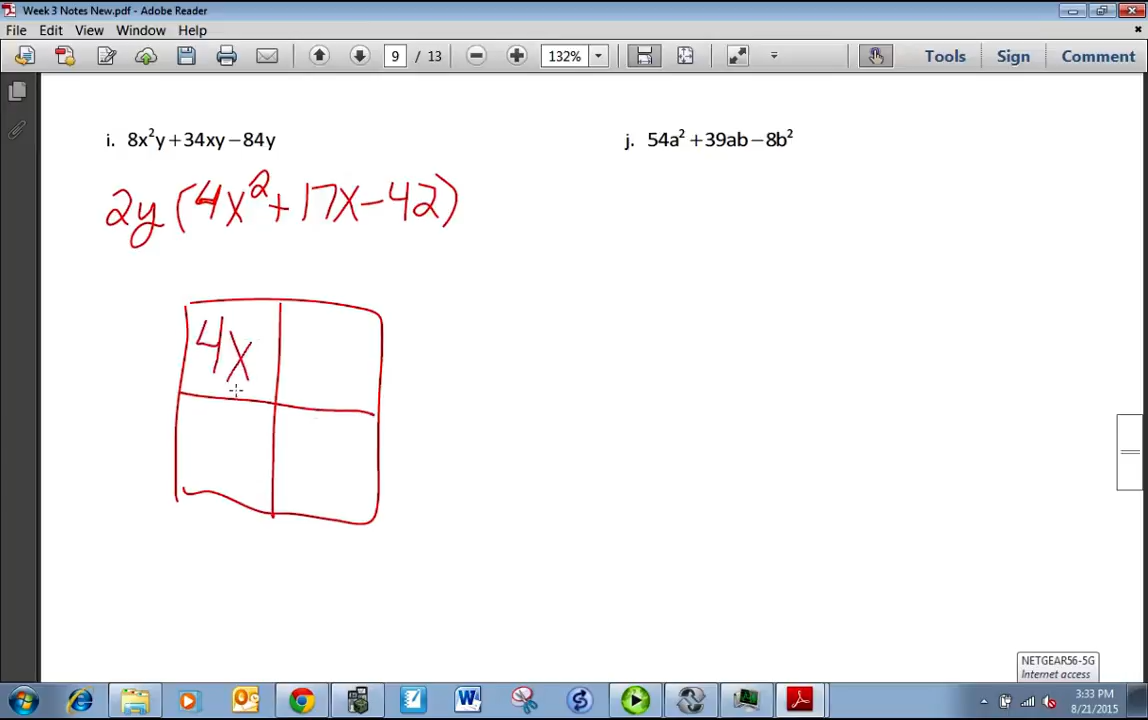 Week 3 Notes New.pdf - Adobe Reader
File Edit View Window Help
9 / 13 132% Tools Sign Comment
i. 8x²y + 34xy − 84y
j. 54a² + 39ab − 8b²
2y (4x² + 17x − 42)
4x
NETGEAR56-5G
Internet access
3:33 PM
8/21/2015